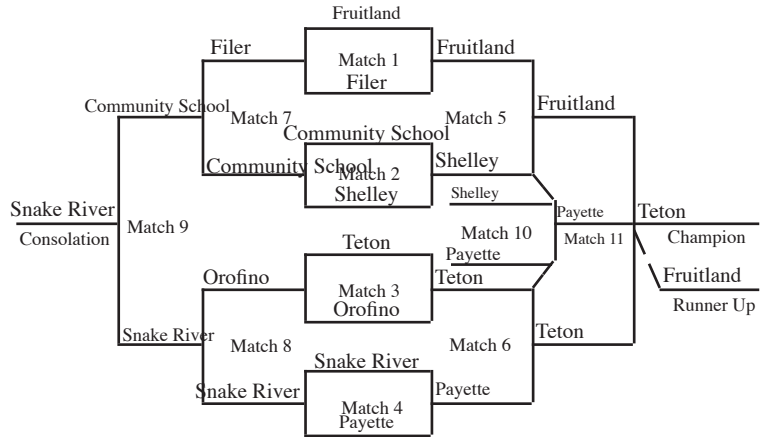 Fruitland
Filer
Match 1
Fruitland
Filer
Community School
Match 7
Match 5
Fruitland
Community School
Community School
Match 2
Shelley
Shelley
Shelley
Snake River
Consolation
Match 9
Match 10
Payette
Match 11
Teton
Champion
Teton
Payette
Orofino
Match 3
Teton
Orofino
Fruitland
Runner Up
Snake River
Match 8
Match 6
Teton
Snake River
Snake River
Match 4
Payette
Payette